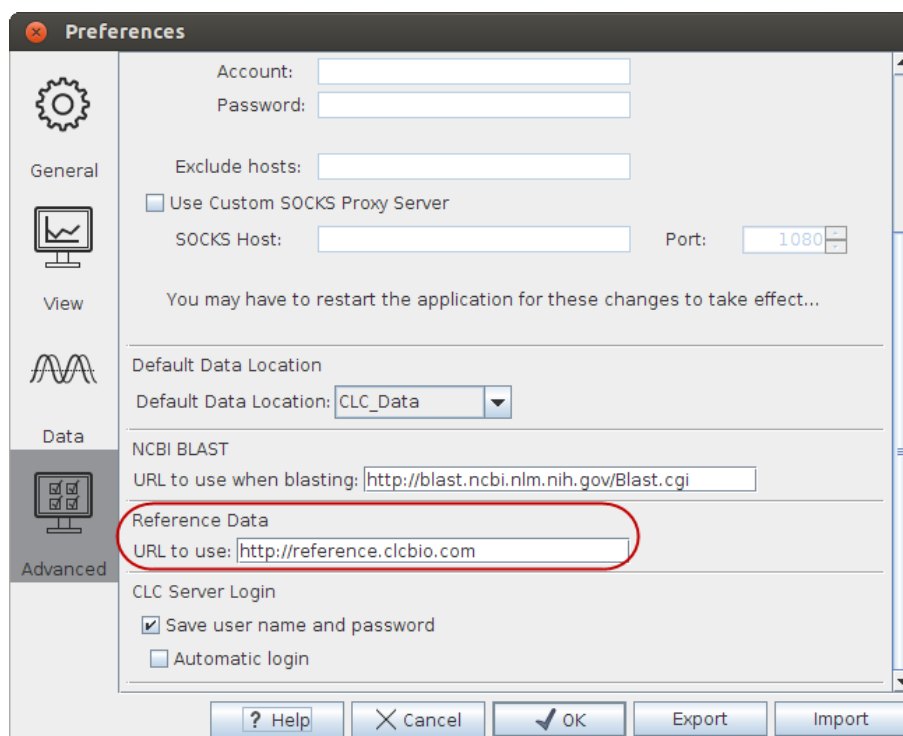 Preferences
General
View
Data
Advanced
Account:
Password:
Exclude hosts:
Use Custom SOCKS Proxy Server
SOCKS Host: Port: 1080
You may have to restart the application for these changes to take effect...
Default Data Location
Default Data Location: CLC_Data
NCBI BLAST
URL to use when blasting: http://blast.ncbi.nlm.nih.gov/Blast.cgi
Reference Data
URL to use: http://reference.clcbio.com
CLC Server Login
Save user name and password
Automatic login
? Help Cancel OK Export Import